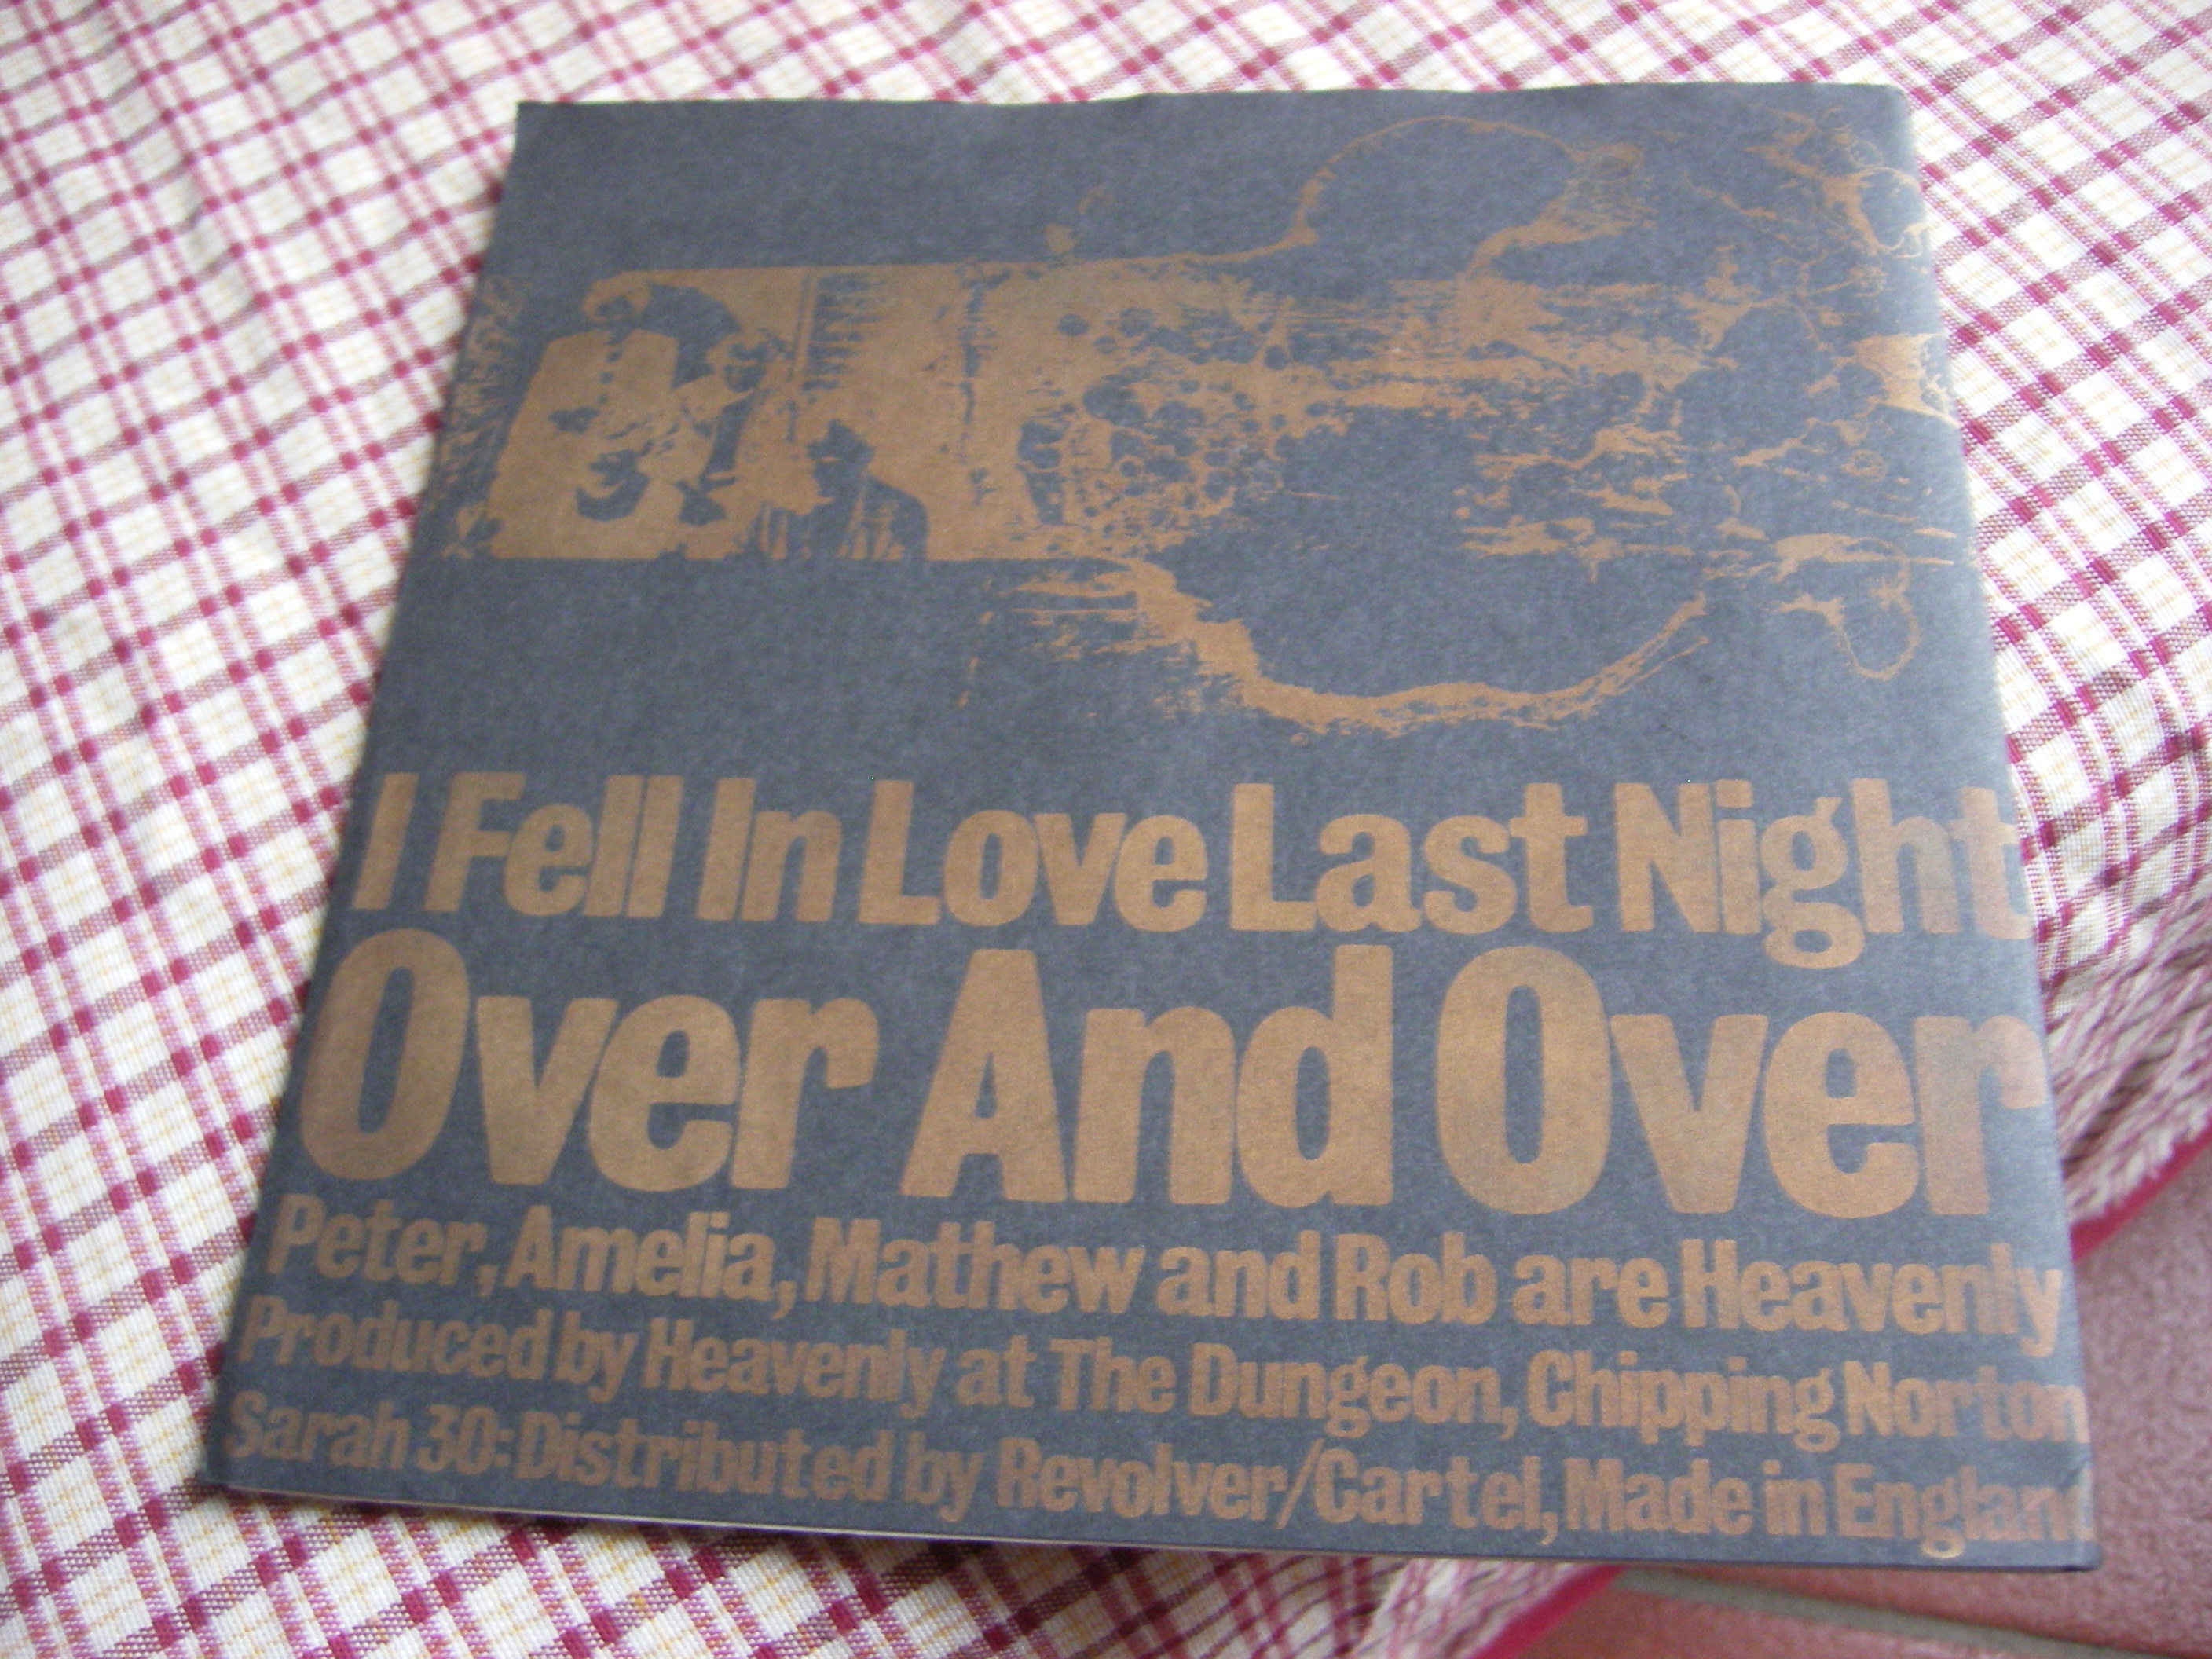 I Fell In Love Last Night
Over And Over
Peter, Amelia, Mathew and Rob are Heavenly
Produced by Heavenly at The Dungeon, Chipping Norton
Sarah 30: Distributed by Revolver/Cartel, Made in England